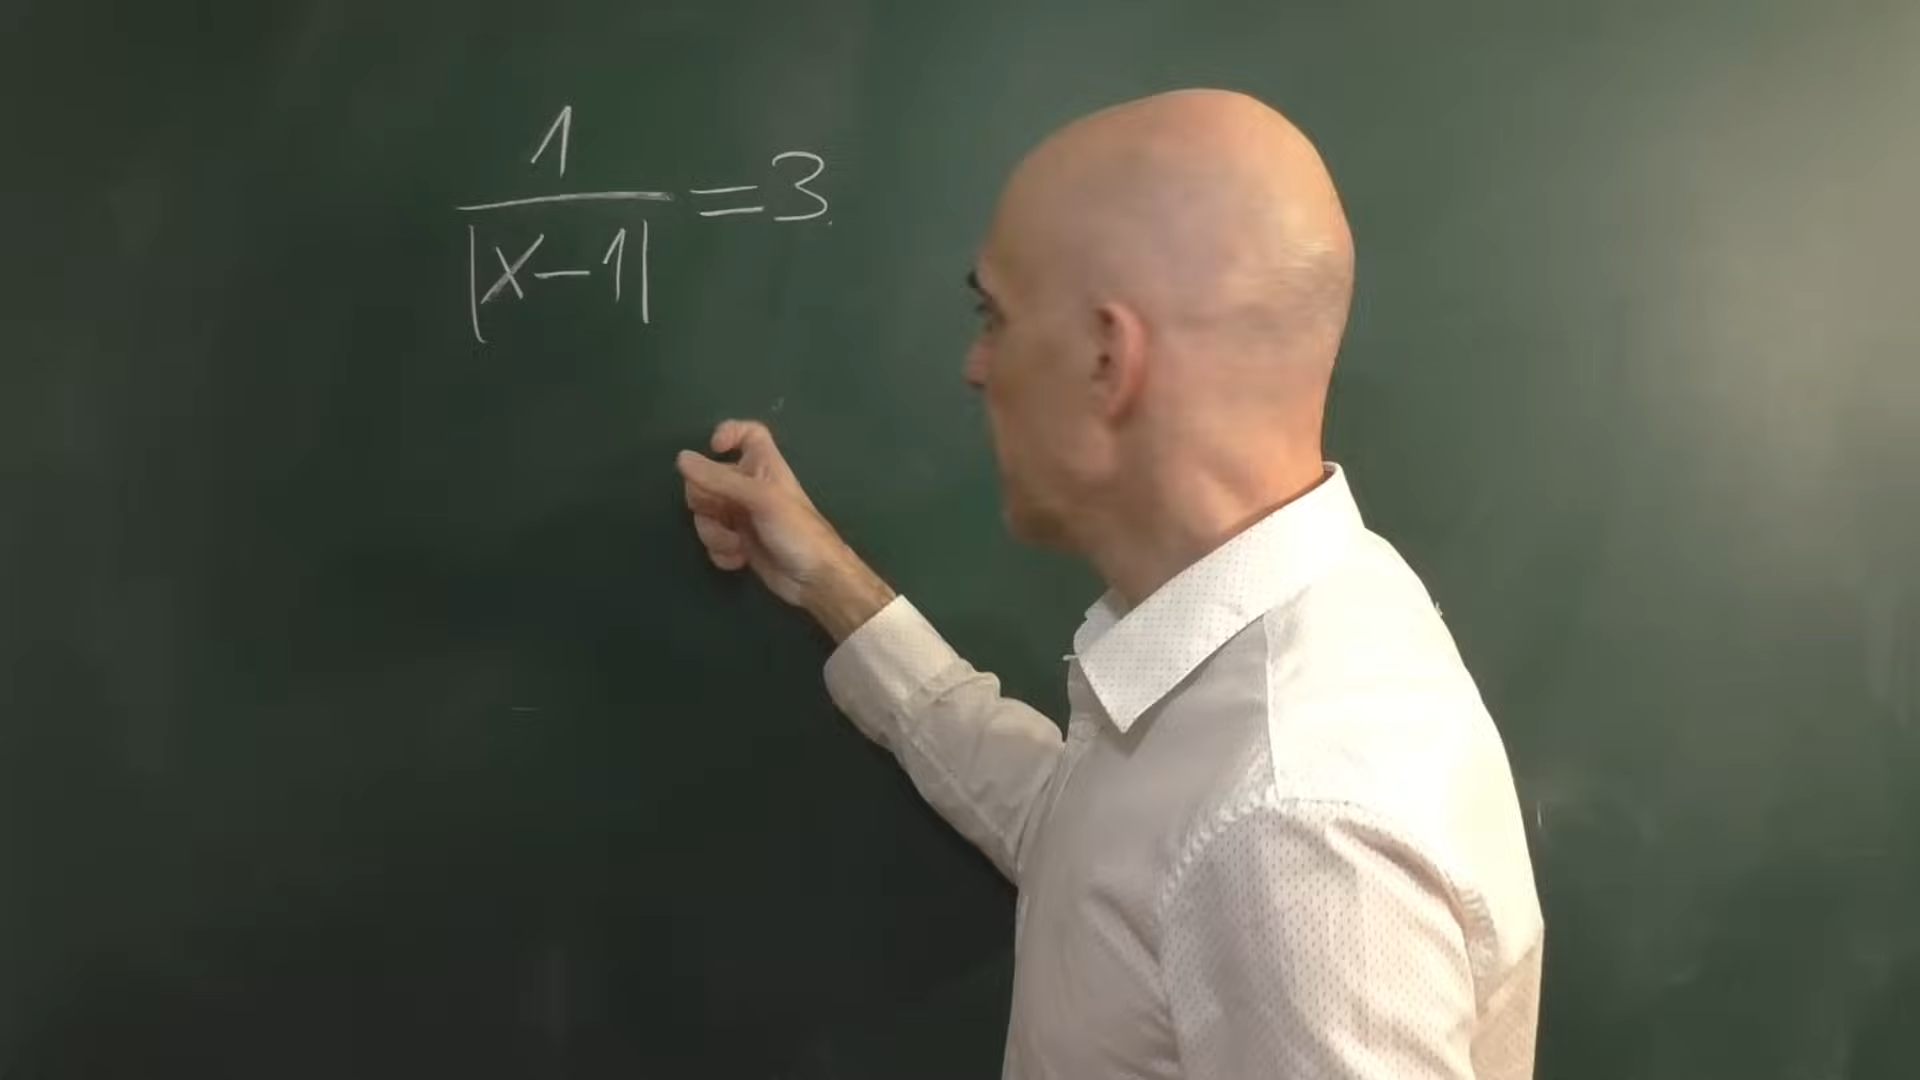 1
—— = 3
|x-1|